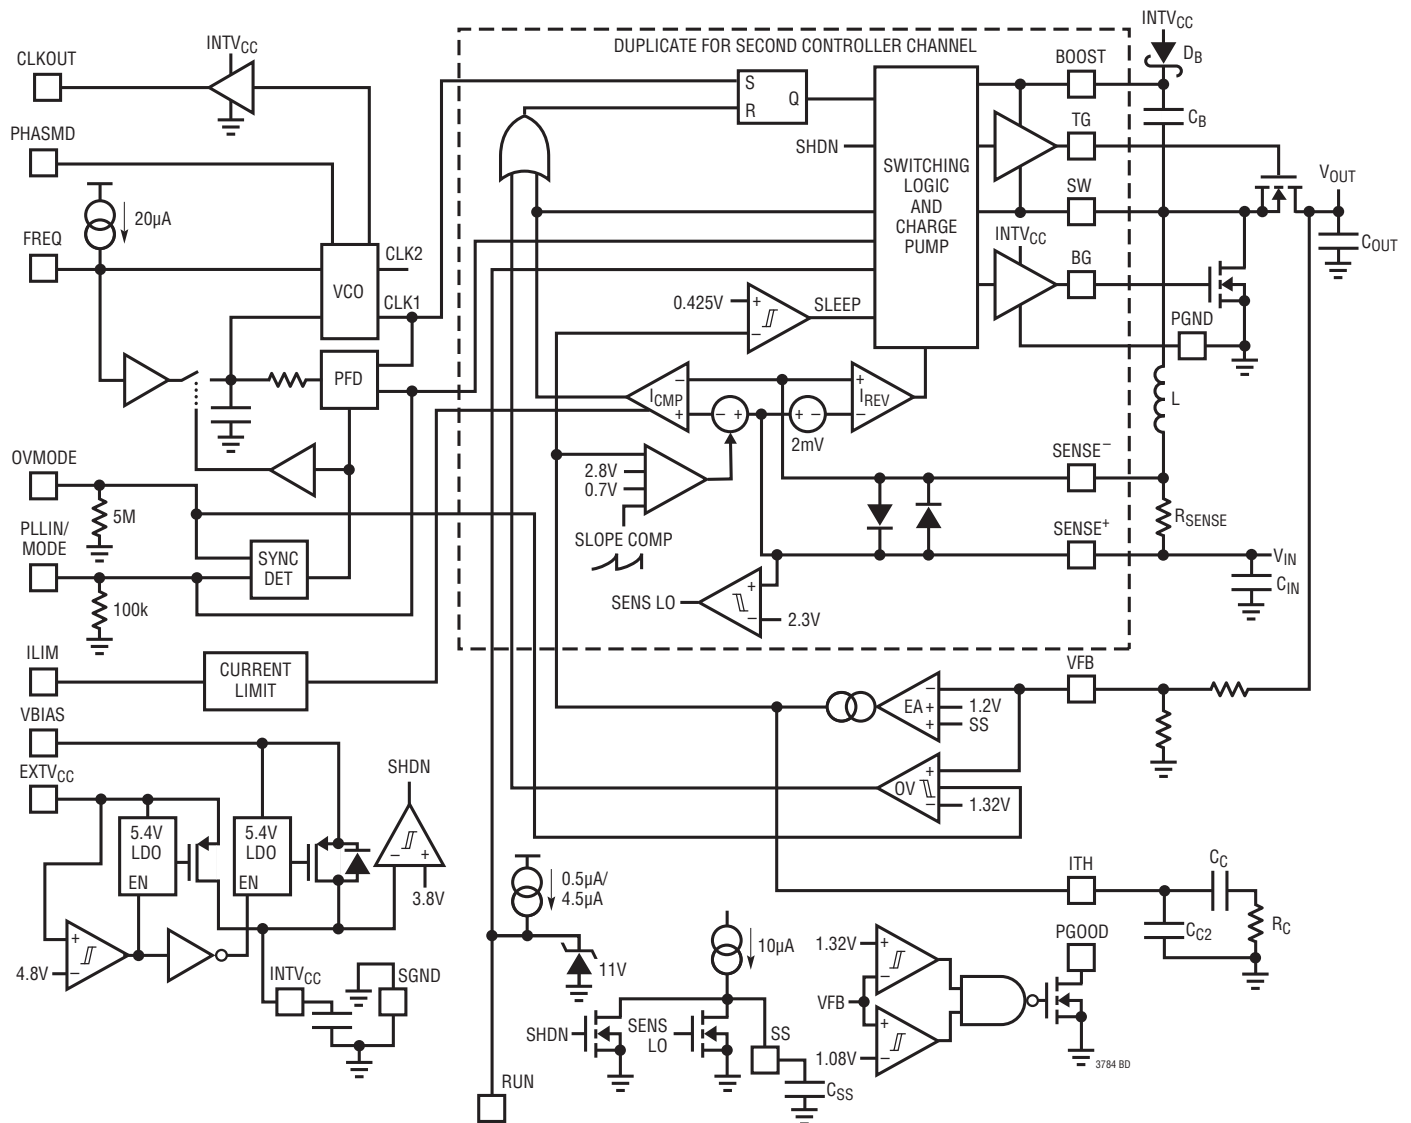 INTVCC
CLKOUT
PHASMD
20µA
FREQ
VCO
CLK2
CLK1
PFD
OVMODE
5M
PLLIN/
MODE
SYNC
DET
100k
ILIM
CURRENT
LIMIT
VBIAS
EXTVCC
5.4V
LDO
EN
5.4V
LDO
EN
SHDN
–
+
3.8V
+
–
4.8V
INTVCC
SGND
DUPLICATE FOR SECOND CONTROLLER CHANNEL
S
R
Q
SHDN
SWITCHING
LOGIC
AND
CHARGE
PUMP
0.425V
+
–
SLEEP
ICMP
–
+
– +
+ –
2mV
IREV
+
–
2.8V
0.7V
SLOPE COMP
SENS LO
+
–
2.3V
INTVCC
DB
BOOST
CB
TG
SW
INTVCC
BG
PGND
VOUT
COUT
L
SENSE–
RSENSE
SENSE+
VIN
CIN
VFB
EA
–
+
+
1.2V
SS
OV
+
–
1.32V
0.5µA/
4.5µA
11V
RUN
10µA
SHDN
SENS
LO
SS
CSS
1.32V
+
–
VFB
+
–
1.08V
ITH
CC
CC2
RC
PGOOD
3784 BD